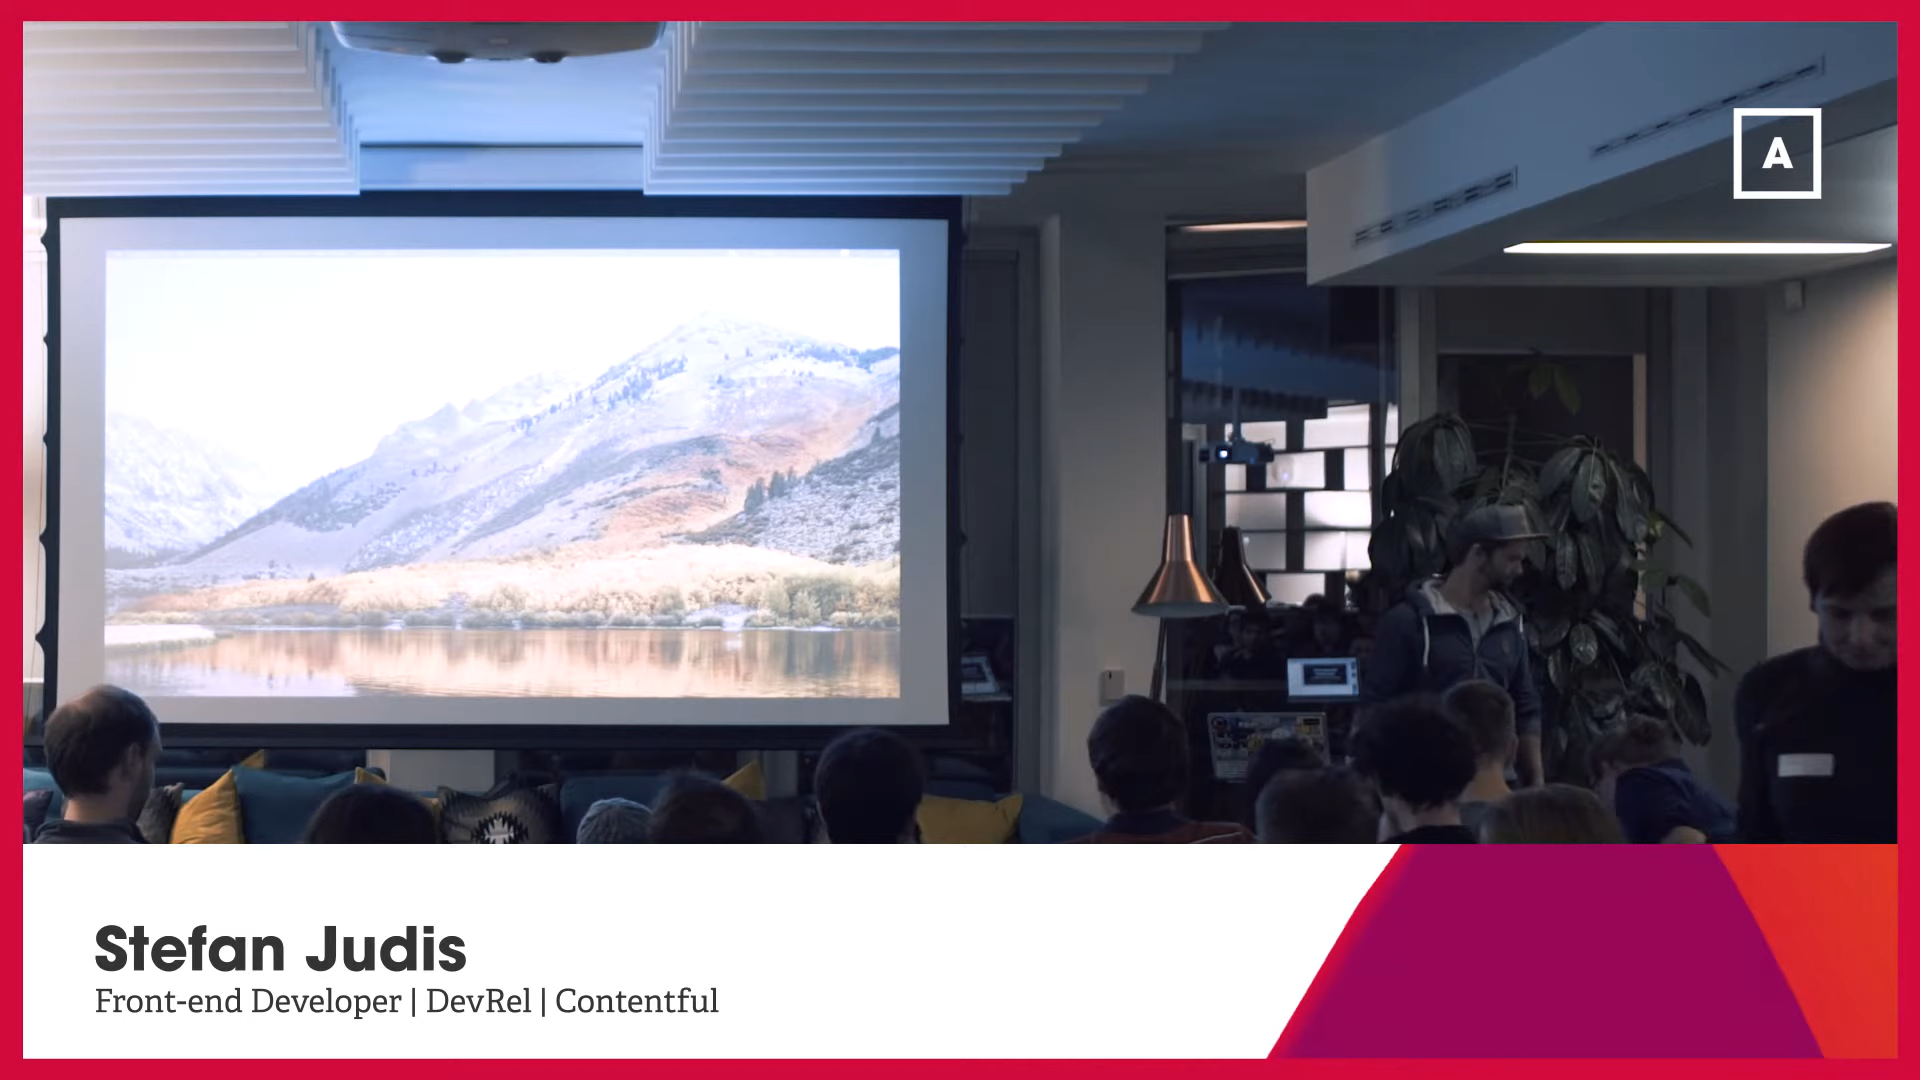 A
Stefan Judis
Front-end Developer | DevRel | Contentful